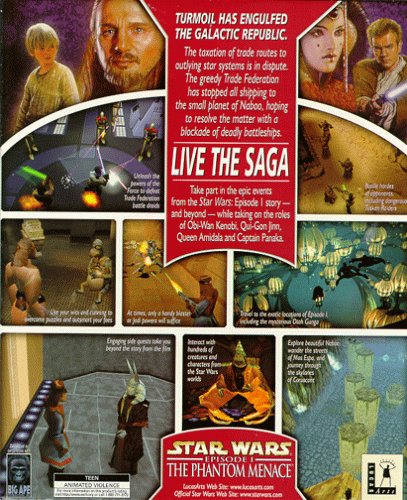 TURMOIL HAS ENGULFED
THE GALACTIC REPUBLIC.
The taxation of trade routes to
outlying star systems is in dispute.
The greedy Trade Federation
has stopped all shipping to
the small planet of Naboo, hoping
to resolve the matter with a
blockade of deadly battleships.
LIVE THE SAGA
Take part in the epic events
from the Star Wars: Episode I story —
and beyond — while taking on the roles
of Obi-Wan Kenobi, Qui-Gon Jinn,
Queen Amidala and Captain Panaka.
Unleash the
powers of the
Force to defeat
Trade Federation
battle droids
Battle hordes
of opponents,
including dangerous
Tusken Raiders
Use your wits and cunning to
overcome puzzles and outsmart your foes
At times, only a handy blaster
or Jedi powers will suffice
Travel to the exotic locations of Episode I,
including the mysterious Otoh Gunga
Engaging side quests take you
beyond the story from the film
Interact with
hundreds of
creatures and
characters from
the Star Wars
worlds
Explore beautiful Naboo,
wander the streets
of Mos Espa, and
journey through
the skylanes
of Coruscant
BIG APE
TEEN
ANIMATED VIOLENCE
STAR WARS
EPISODE I
THE PHANTOM MENACE
LucasArts Web Site: www.lucasarts.com
Official Star Wars Web Site: www.starwars.com
LUCAS
Arts